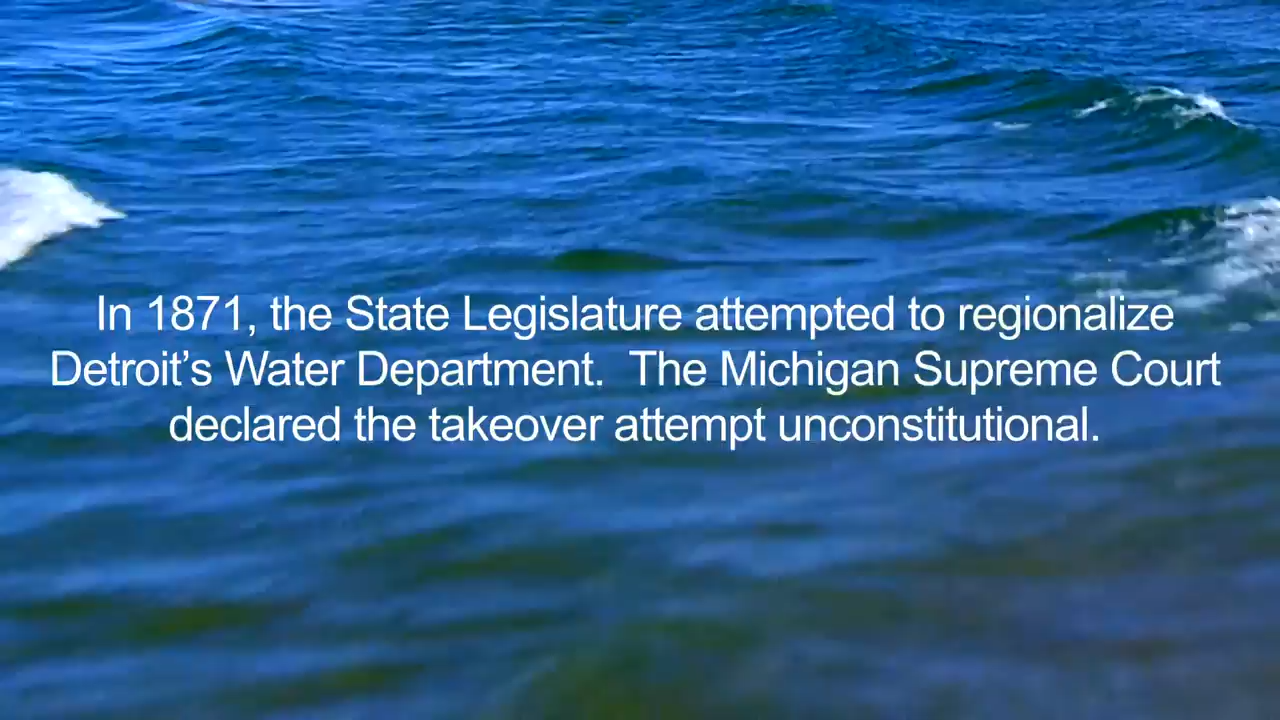 In 1871, the State Legislature attempted to regionalize
Detroit’s Water Department.  The Michigan Supreme Court
declared the takeover attempt unconstitutional.